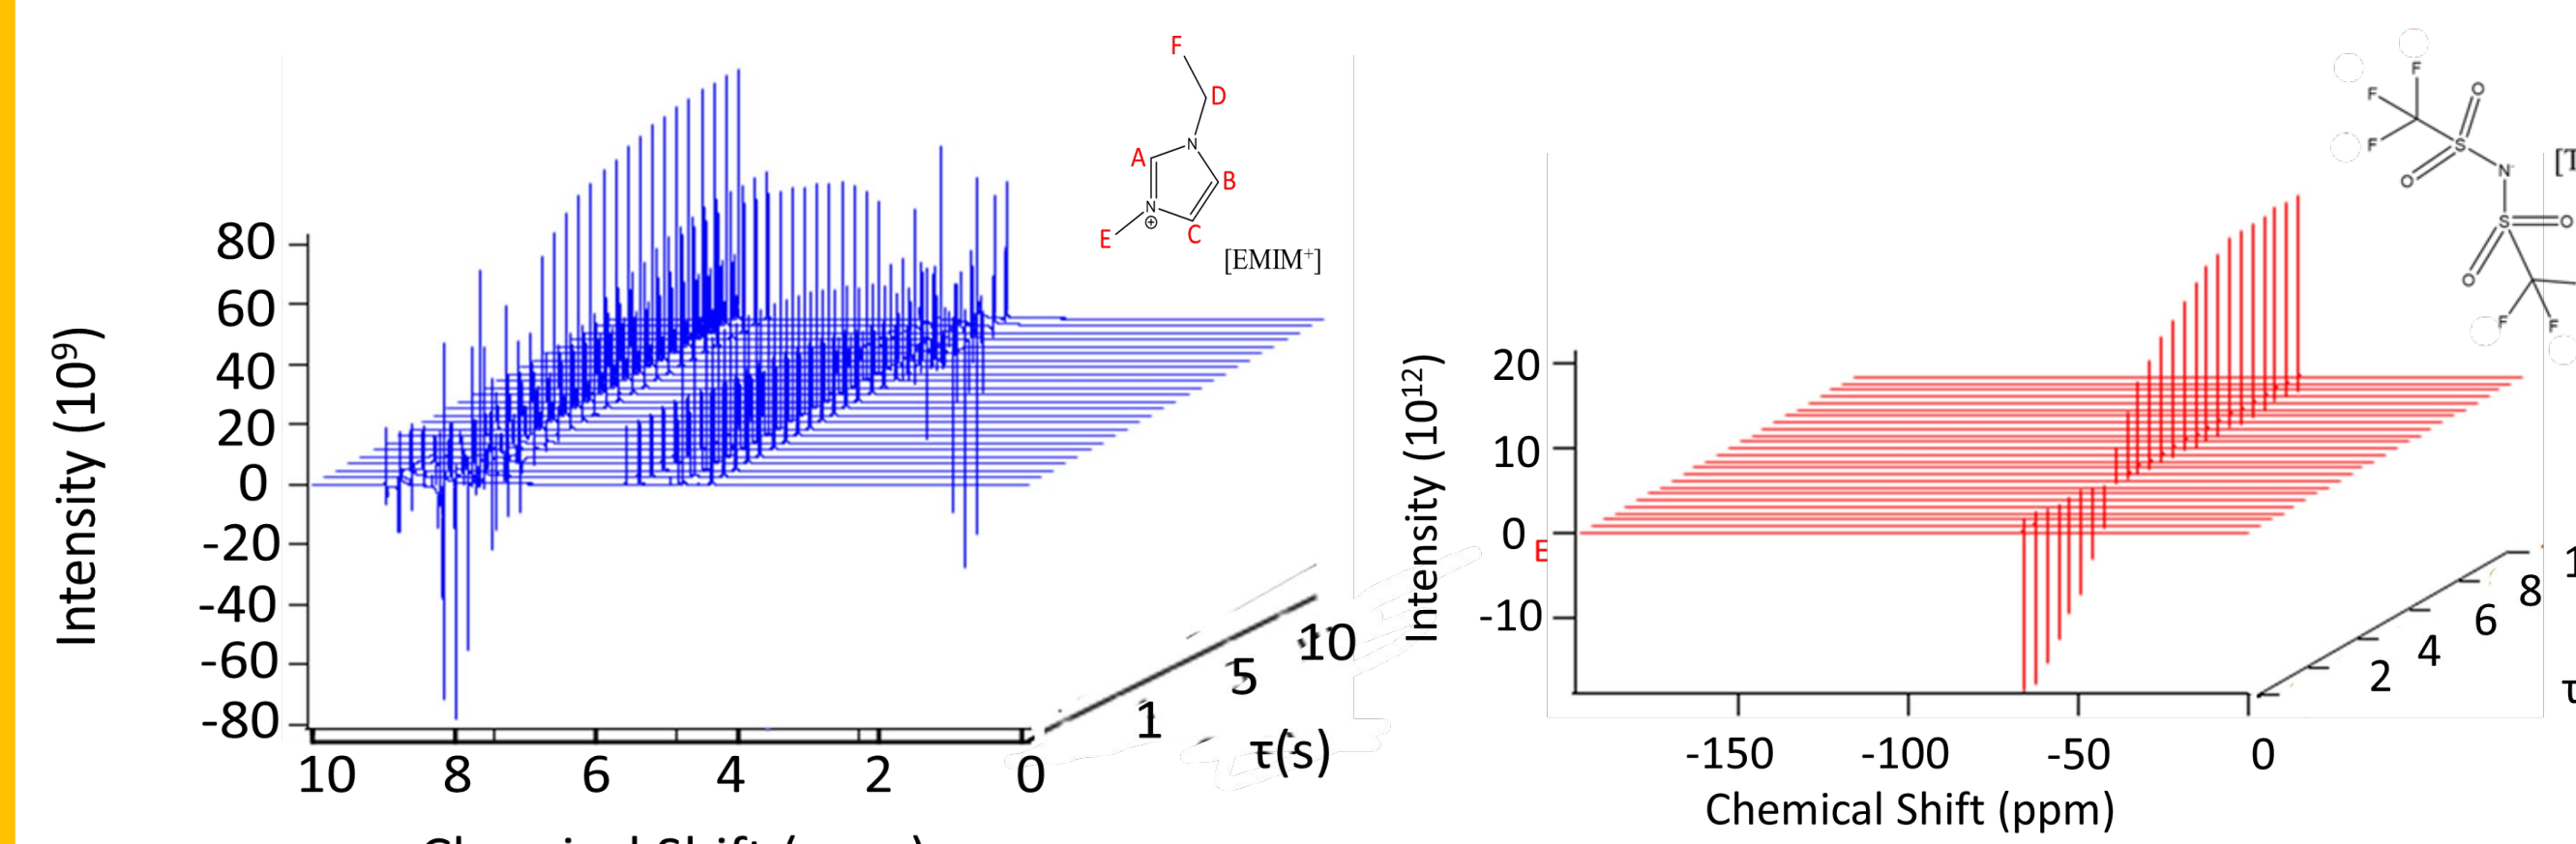 Intensity (10⁹)
80
60
40
20
0
-20
-40
-60
-80
10 8 6 4 2 0
1 5 10
τ(s)
F
D
N
A
B
N
⊕
E
C
[EMIM⁺]
Intensity (10¹²)
20
10
0
-10
E
-150 -100 -50 0
Chemical Shift (ppm)
2 4 6 8
τ
F
F
F
O
S
O
N⁻
S
O
O
F
F